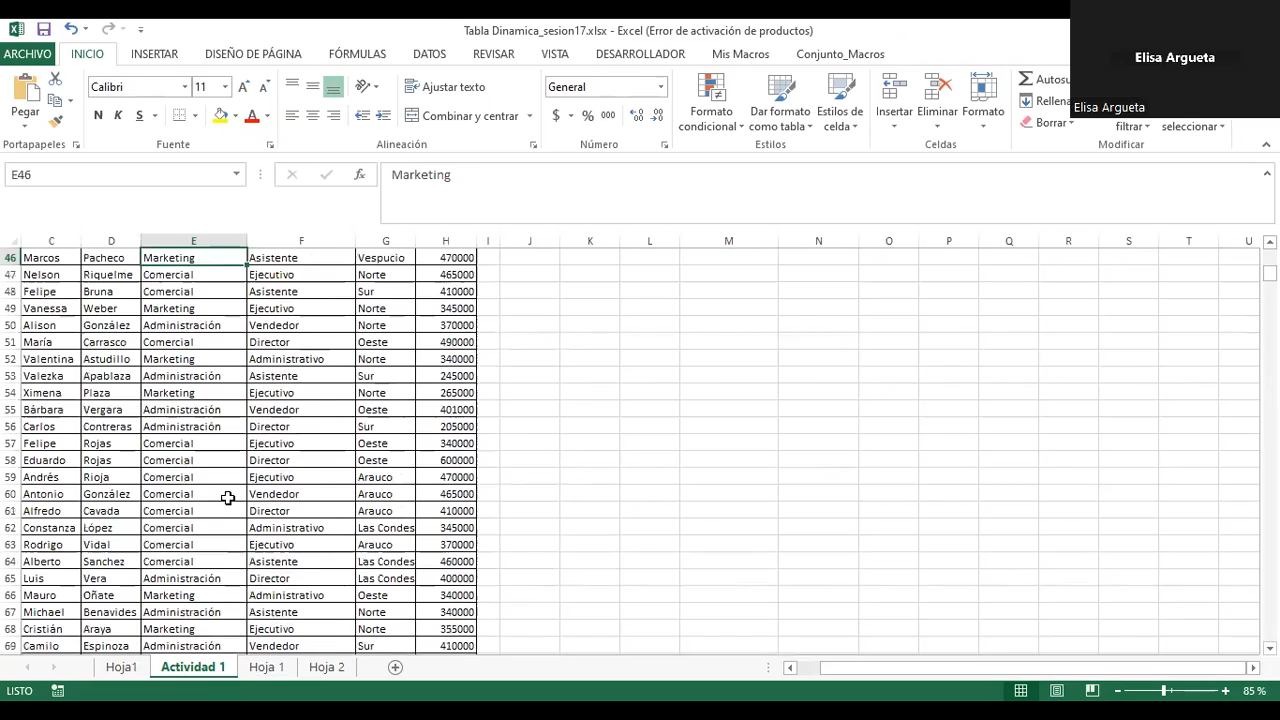 Tabla Dinamica_sesion17.xlsx - Excel (Error de activación de productos)
Elisa Argueta
Elisa Argueta
ARCHIVO INICIO INSERTAR DISEÑO DE PÁGINA FÓRMULAS DATOS REVISAR VISTA DESARROLLADOR Mis Macros Conjunto_Macros
Calibri 11 Ajustar texto General Autosu
Pegar Formato condicional Dar formato como tabla Estilos de celda Insertar Eliminar Formato Rellena
N K S Combinar y centrar $ % 000 Borrar filtrar seleccionar
Portapapeles Fuente Alineación Número Estilos Celdas Modificar
E46 fx Marketing
C D E F G H I J K L M N O P Q R S T U
46 Marcos Pacheco Marketing Asistente Vespucio 470000
47 Nelson Riquelme Comercial Ejecutivo Norte 465000
48 Felipe Bruna Comercial Asistente Sur 410000
49 Vanessa Weber Marketing Ejecutivo Norte 345000
50 Alison González Administración Vendedor Norte 370000
51 María Carrasco Comercial Director Oeste 490000
52 Valentina Astudillo Marketing Administrativo Norte 340000
53 Valezka Apablaza Administración Asistente Sur 245000
54 Ximena Plaza Marketing Ejecutivo Norte 265000
55 Bárbara Vergara Administración Vendedor Oeste 401000
56 Carlos Contreras Administración Director Sur 205000
57 Felipe Rojas Comercial Ejecutivo Oeste 340000
58 Eduardo Rojas Comercial Director Oeste 600000
59 Andrés Rioja Comercial Ejecutivo Arauco 470000
60 Antonio González Comercial Vendedor Arauco 465000
61 Alfredo Cavada Comercial Director Arauco 410000
62 Constanza López Comercial Administrativo Las Condes 345000
63 Rodrigo Vidal Comercial Ejecutivo Arauco 370000
64 Alberto Sanchez Comercial Asistente Las Condes 460000
65 Luis Vera Administración Director Las Condes 400000
66 Mauro Oñate Marketing Administrativo Oeste 340000
67 Michael Benavides Administración Asistente Norte 340000
68 Cristián Araya Marketing Ejecutivo Norte 355000
69 Camilo Espinoza Administración Vendedor Sur 410000
Hoja1 Actividad 1 Hoja 1 Hoja 2
LISTO 85 %